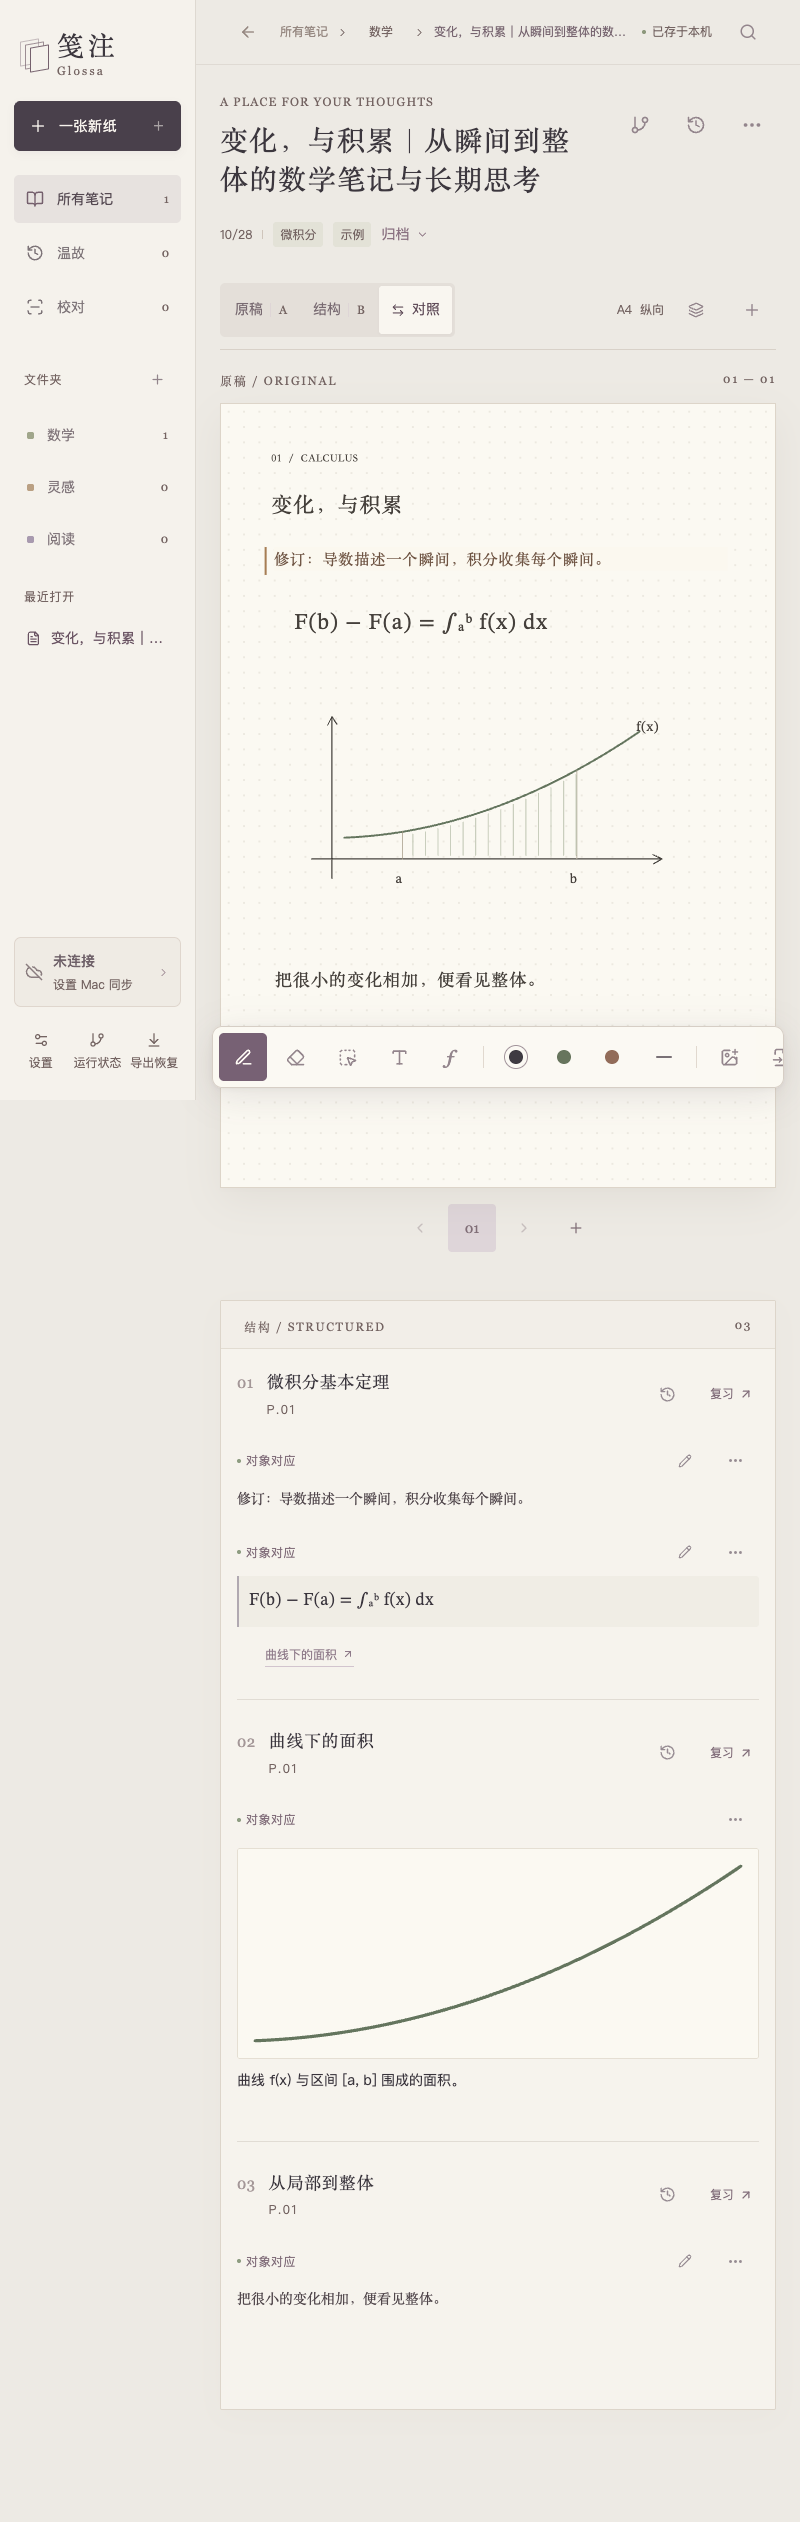 笺注
Glossa
一张新纸
所有笔记 1
温故 0
校对 0
文件夹
数学 1
灵感 0
阅读 0
最近打开
变化，与积累｜...
未连接
设置 Mac 同步
设置 运行状态 导出恢复
所有笔记 数学 变化，与积累｜从瞬间到整体的数... 已存于本机
A PLACE FOR YOUR THOUGHTS
变化，与积累｜从瞬间到整
体的数学笔记与长期思考
10/28 微积分 示例 归档
原稿 A 结构 B 对照 A4 纵向
原稿 / ORIGINAL 01 — 01
01 / CALCULUS
变化，与积累
修订：导数描述一个瞬间，积分收集每个瞬间。
F(b) − F(a) = ∫ₐᵇ f(x) dx
f(x)
a b
把很小的变化相加，便看见整体。
T f
01
结构 / STRUCTURED 03
01 微积分基本定理
P.01
复习
对象对应
修订：导数描述一个瞬间，积分收集每个瞬间。
对象对应
F(b) − F(a) = ∫ₐᵇ f(x) dx
曲线下的面积
02 曲线下的面积
P.01
复习
对象对应
曲线 f(x) 与区间 [a, b] 围成的面积。
03 从局部到整体
P.01
复习
对象对应
把很小的变化相加，便看见整体。